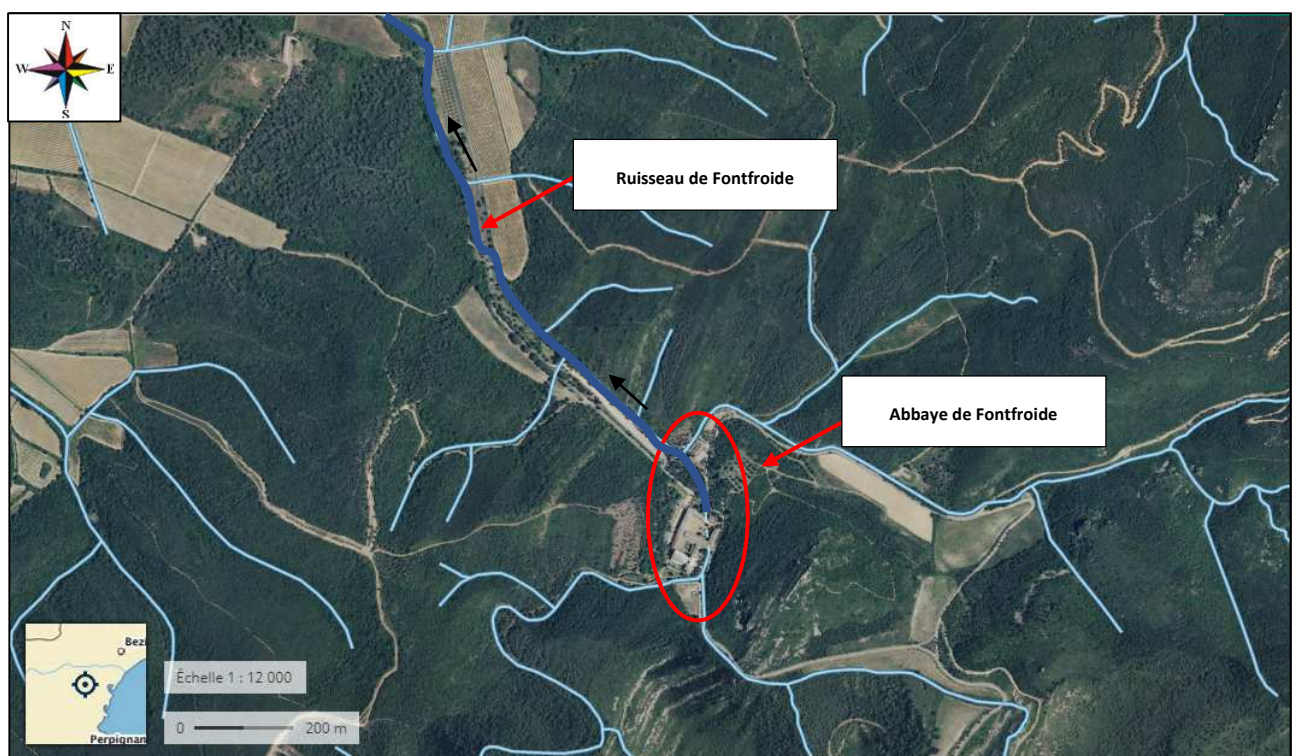 N
W E
S
Ruisseau de Fontfroide
Abbaye de Fontfroide
Bezi
Échelle 1 : 12 000
0 200 m
Perpignan